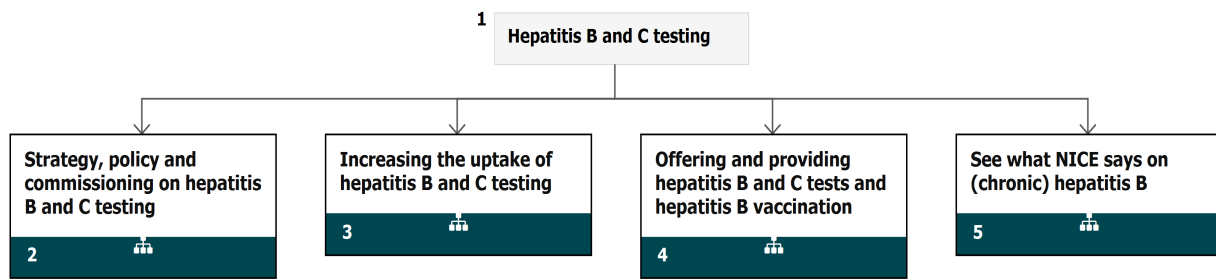 1
Hepatitis B and C testing
Strategy, policy and
commissioning on hepatitis
B and C testing
2
Increasing the uptake of
hepatitis B and C testing
3
Offering and providing
hepatitis B and C tests and
hepatitis B vaccination
4
See what NICE says on
(chronic) hepatitis B
5